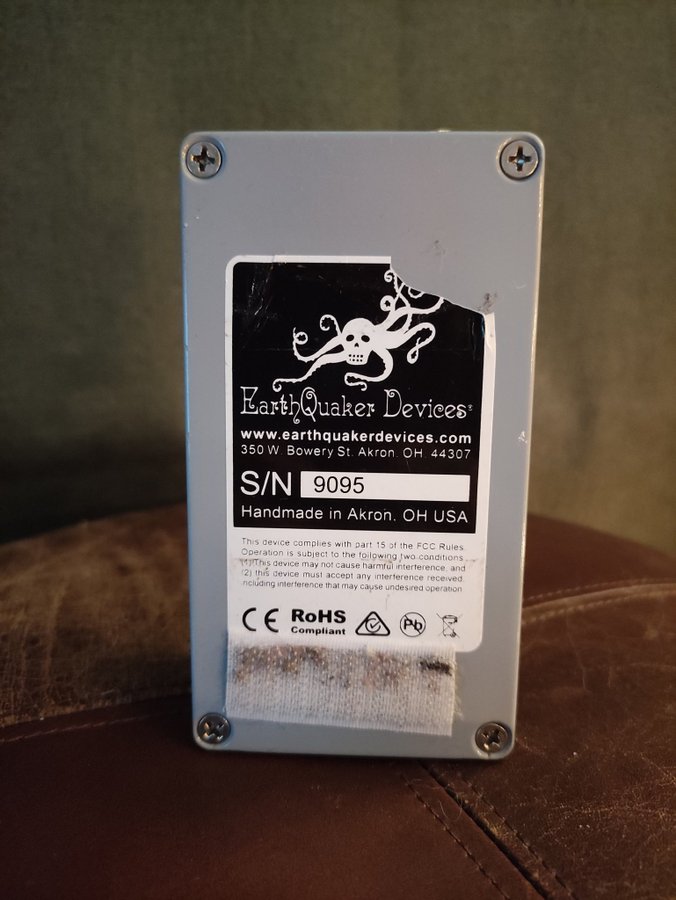 EarthQuaker Devices®
www.earthquakerdevices.com
350 W. Bowery St. Akron. OH. 44307
S/N 9095
Handmade in Akron. OH USA
This device complies with part 15 of the FCC Rules.
Operation is subject to the following two conditions
(1) This device may not cause harmful interference, and
(2) this device must accept any interference received.
including interference that may cause undesired operation
CE RoHS
Compliant
Pb